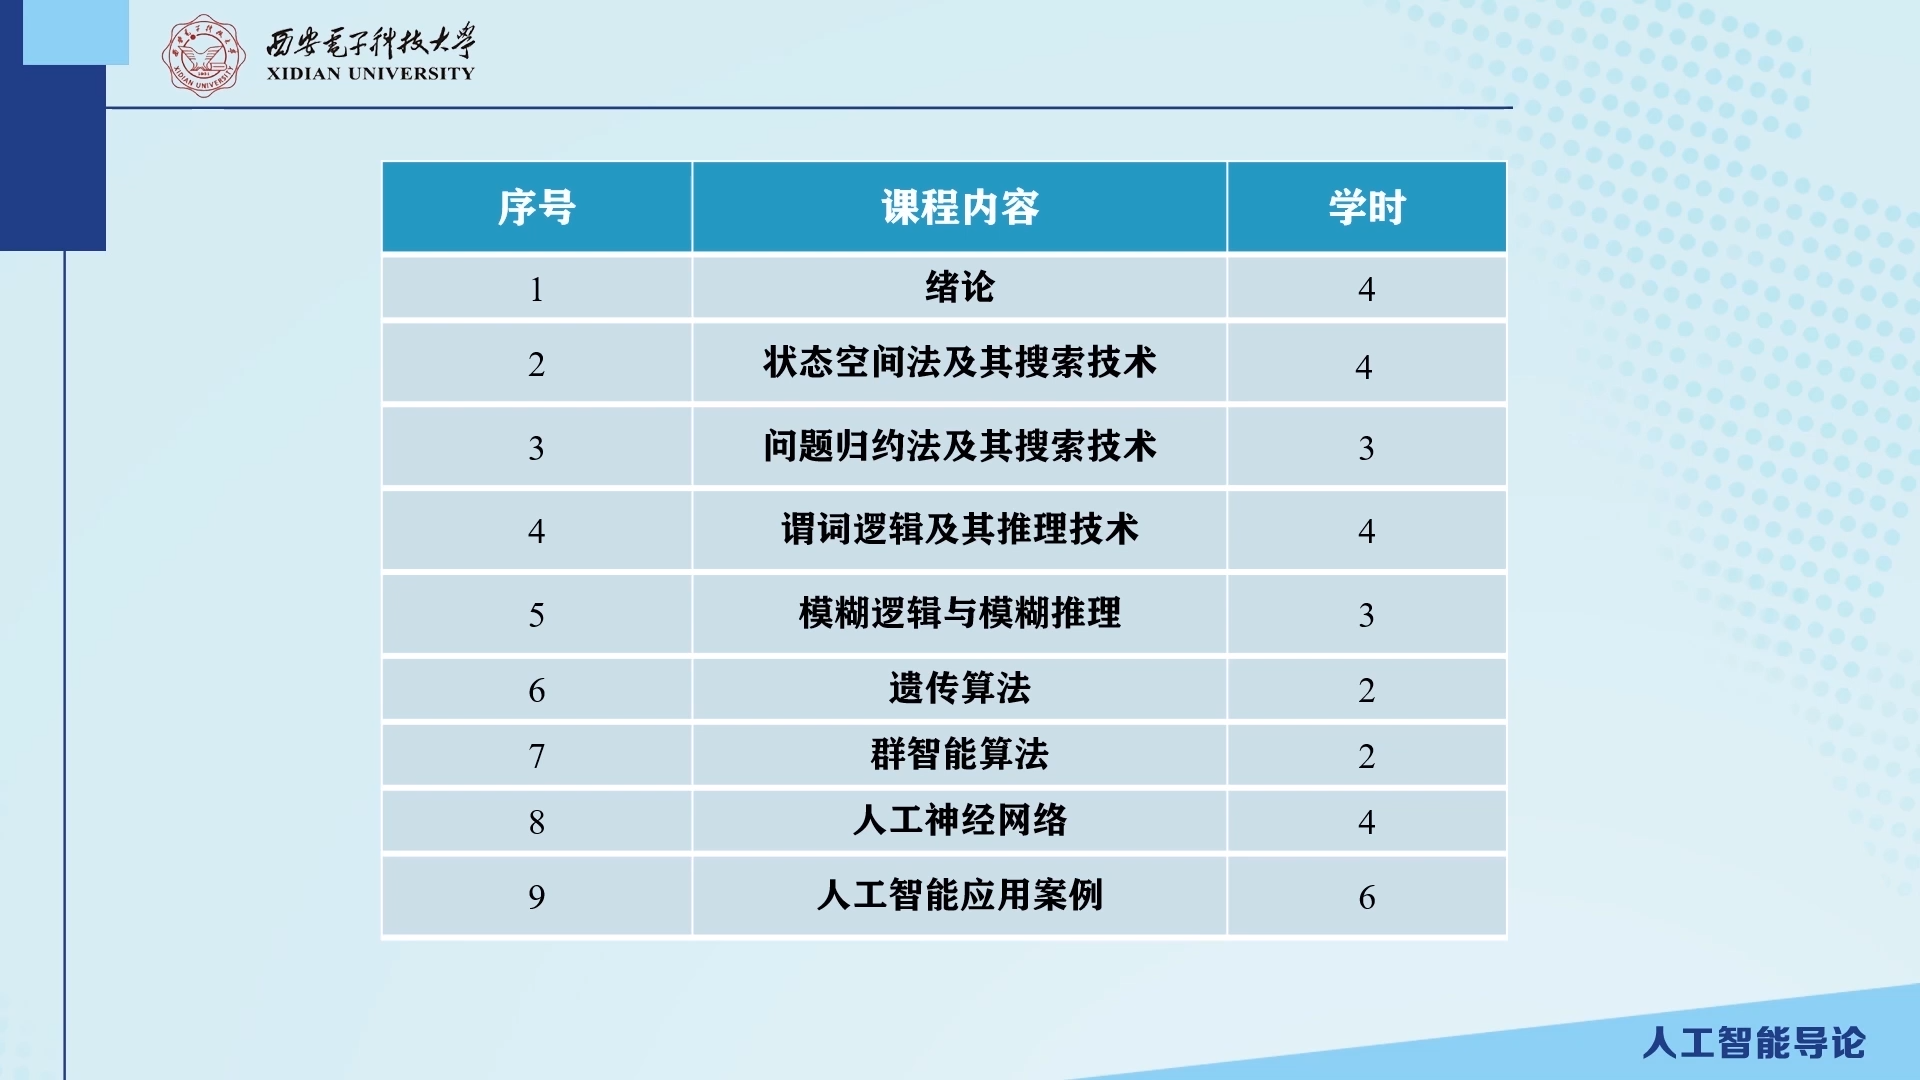 西安電子科技大學
XIDIAN UNIVERSITY
序号 课程内容 学时
1 绪论 4
2 状态空间法及其搜索技术 4
3 问题归约法及其搜索技术 3
4 谓词逻辑及其推理技术 4
5 模糊逻辑与模糊推理 3
6 遗传算法 2
7 群智能算法 2
8 人工神经网络 4
9 人工智能应用案例 6
人工智能导论